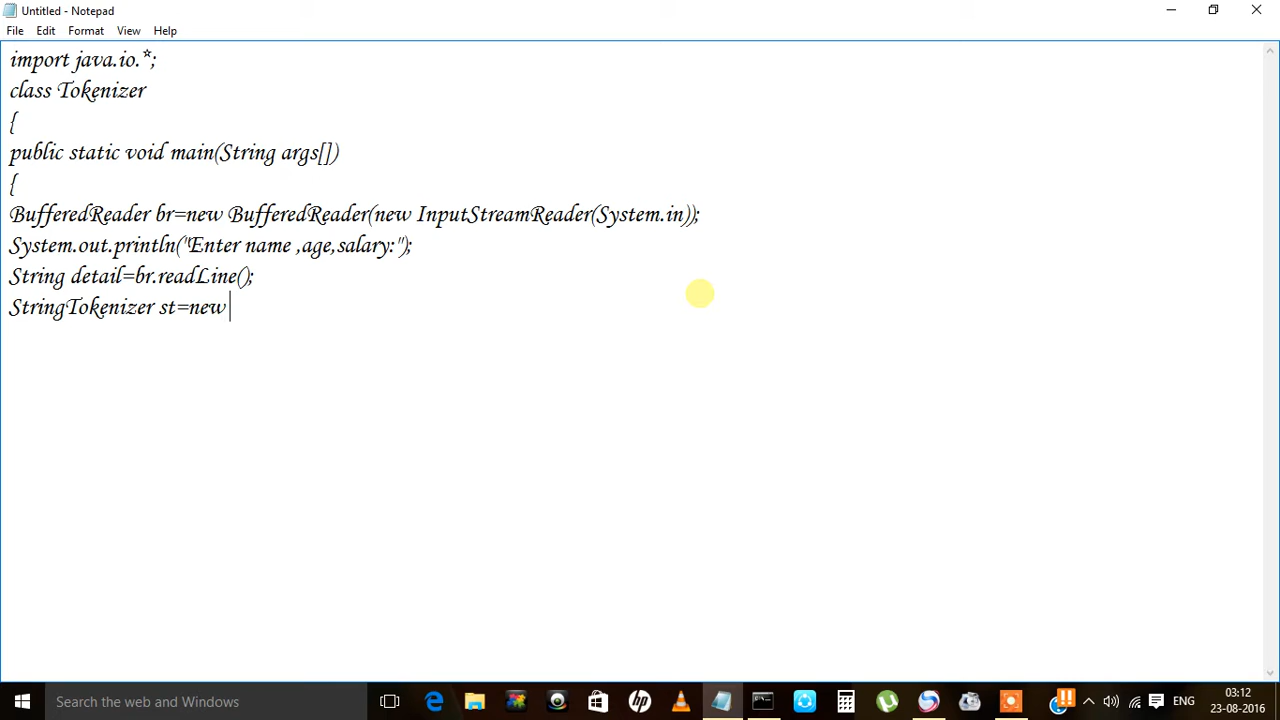 Untitled - Notepad
File Edit Format View Help
import java.io.*;
class Tokenizer
{
public static void main(String args[])
{
BufferedReader br=new BufferedReader(new InputStreamReader(System.in));
System.out.println("Enter name ,age,salary:");
String detail=br.readLine();
StringTokenizer st=new
Search the web and Windows
hp
ENG
03:12
23-08-2016